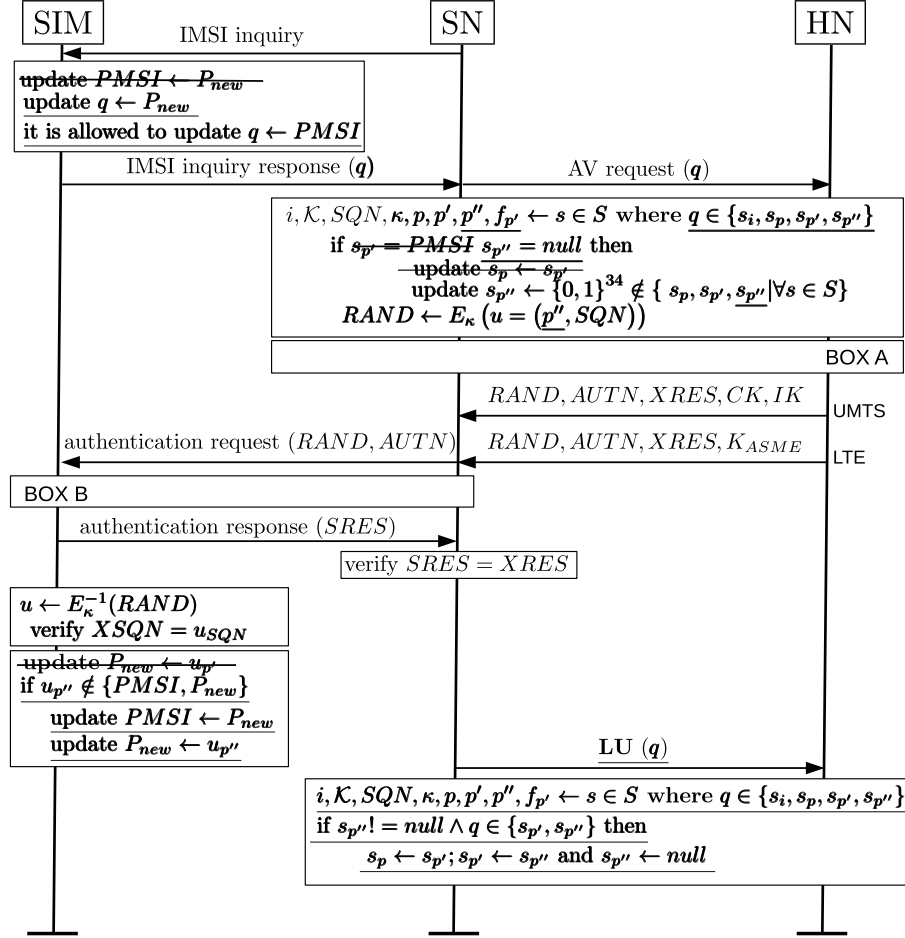 SIM SN HN
IMSI inquiry
update PMSI ← P_new
update q ← P_new
it is allowed to update q ← PMSI
IMSI inquiry response (q)
AV request (q)
i, 𝒦, SQN, κ, p, p′, p″, f_p′ ← s ∈ S where q ∈ {s_i, s_p, s_p′, s_p″}
if s_p′ = PMSI s_p″ = null then
update s_p ← s_p′
update s_p″ ← {0,1}^34 ∉ { s_p, s_p′, s_p″|∀s ∈ S}
RAND ← E_κ (u = (p″, SQN))
BOX A
RAND, AUTN, XRES, CK, IK
UMTS
authentication request (RAND, AUTN)
RAND, AUTN, XRES, K_ASME
LTE
BOX B
authentication response (SRES)
verify SRES = XRES
u ← E_κ^−1(RAND)
verify XSQN = u_SQN
update P_new ← u_p′
if u_p″ ∉ {PMSI, P_new}
update PMSI ← P_new
update P_new ← u_p″
LU (q)
i, 𝒦, SQN, κ, p, p′, p″, f_p′ ← s ∈ S where q ∈ {s_i, s_p, s_p′, s_p″}
if s_p″! = null ∧ q ∈ {s_p′, s_p″} then
s_p ← s_p′; s_p′ ← s_p″ and s_p″ ← null